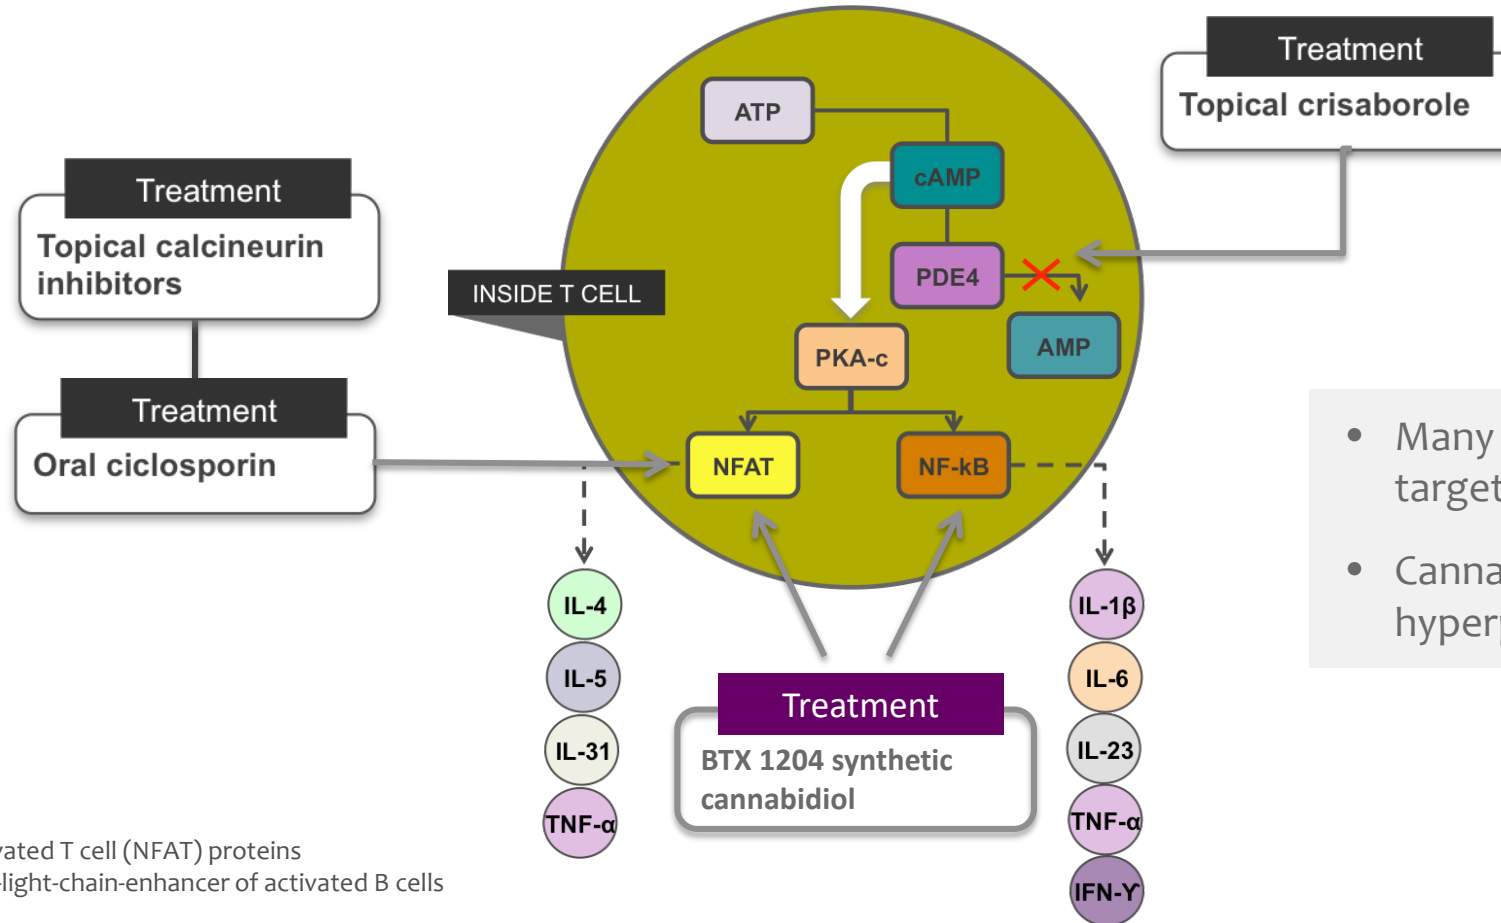 Treatment
Topical crisaborole
ATP
cAMP
Treatment
Topical calcineurin
inhibitors
PDE4
INSIDE T CELL
AMP
PKA-c
Treatment
Oral ciclosporin
NFAT
NF-kB
• Many
target
• Canna
hyper
IL-4
IL-5
IL-31
TNF-α
IL-1β
IL-6
IL-23
TNF-α
IFN-ϒ
Treatment
BTX 1204 synthetic
cannabidiol
vated T cell (NFAT) proteins
-light-chain-enhancer of activated B cells